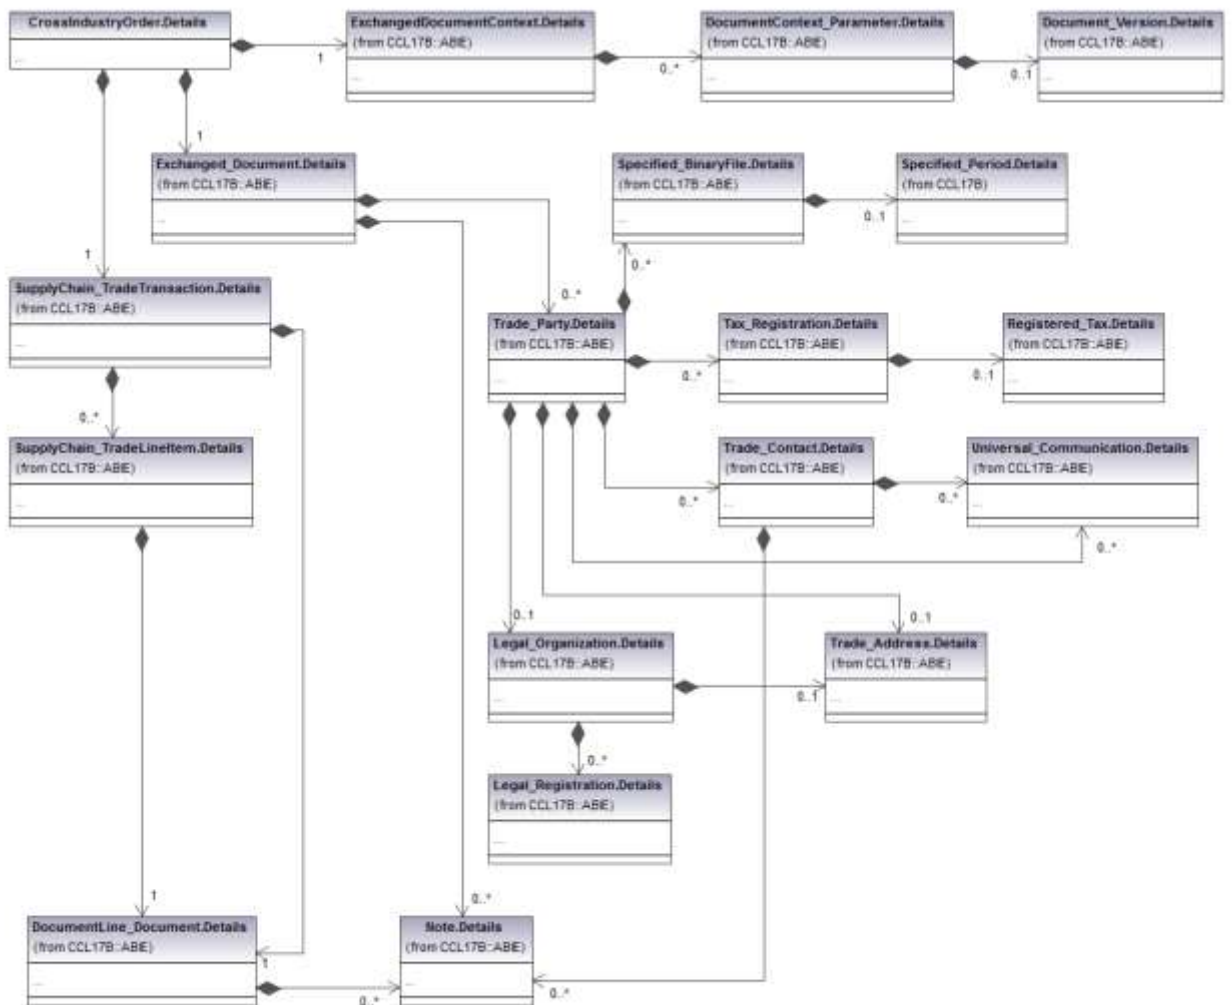 CrossIndustryOrder.Details
...
1
ExchangedDocumentContext.Details
(from CCL17B::ABIE)
...
0..*
DocumentContext_Parameter.Details
(from CCL17B::ABIE)
...
0..1
Document_Version.Details
(from CCL17B::ABIE)
...
1
1
Exchanged_Document.Details
(from CCL17B::ABIE)
...
Specified_BinaryFile.Details
(from CCL17B::ABIE)
...
0..1
Specified_Period.Details
(from CCL17B)
...
0..*
0..*
SupplyChain_TradeTransaction.Details
(from CCL17B::ABIE)
...
Trade_Party.Details
(from CCL17B::ABIE)
...
0..*
Tax_Registration.Details
(from CCL17B::ABIE)
...
0..1
Registered_Tax.Details
(from CCL17B::ABIE)
...
0..*
SupplyChain_TradeLineItem.Details
(from CCL17B::ABIE)
...
0..*
Trade_Contact.Details
(from CCL17B::ABIE)
...
0..*
Universal_Communication.Details
(from CCL17B::ABIE)
...
0..*
0..1
0..1
Legal_Organization.Details
(from CCL17B::ABIE)
...
0..1
Trade_Address.Details
(from CCL17B::ABIE)
...
0..*
Legal_Registration.Details
(from CCL17B::ABIE)
...
1
0..*
DocumentLine_Document.Details
(from CCL17B::ABIE)
...
1
0..*
Note.Details
(from CCL17B::ABIE)
...
0..*